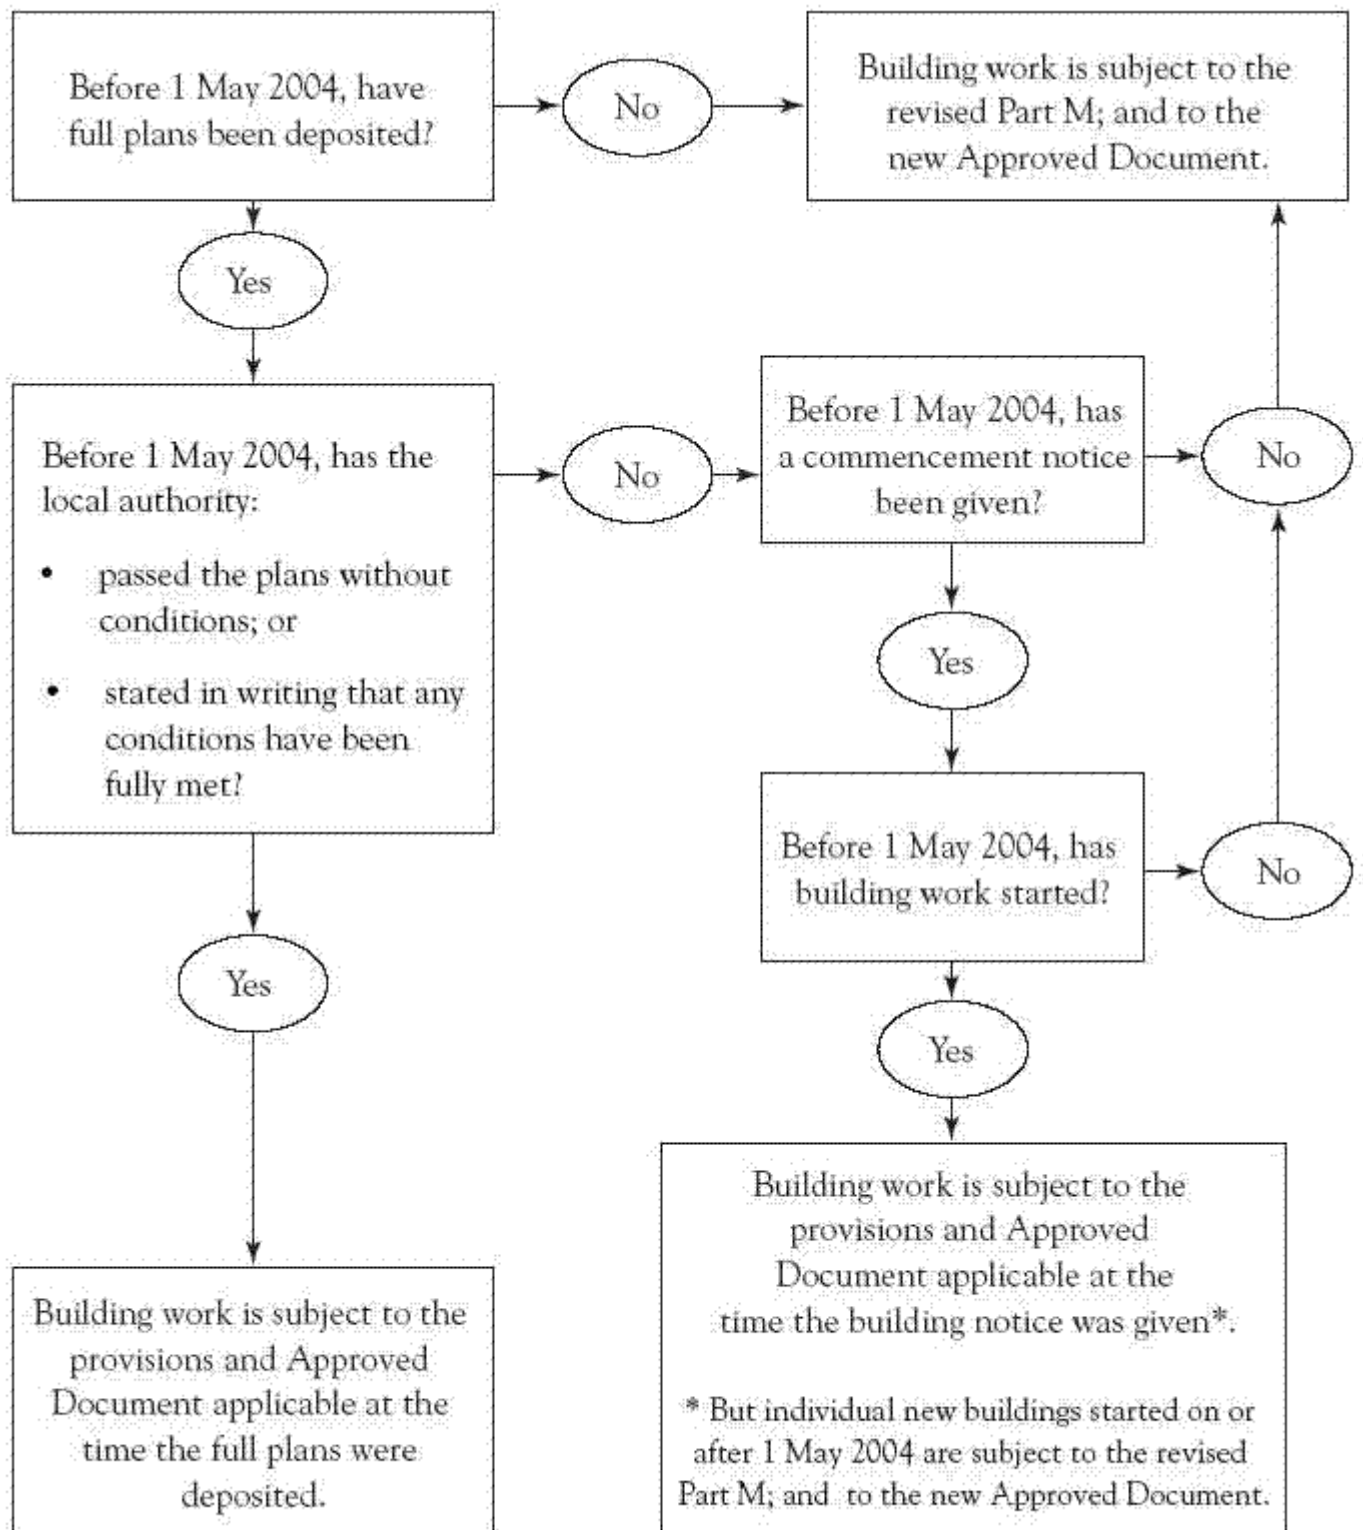 Before 1 May 2004, have
full plans been deposited?
No
Building work is subject to the
revised Part M; and to the
new Approved Document.
Yes
Before 1 May 2004, has the
local authority:
• passed the plans without
conditions; or
• stated in writing that any
conditions have been
fully met?
No
Before 1 May 2004, has
a commencement notice
been given?
No
Yes
Before 1 May 2004, has
building work started?
No
Yes
Yes
Building work is subject to the
provisions and Approved
Document applicable at the
time the full plans were
deposited.
Building work is subject to the
provisions and Approved
Document applicable at the
time the building notice was given*.
* But individual new buildings started on or
after 1 May 2004 are subject to the revised
Part M; and to the new Approved Document.